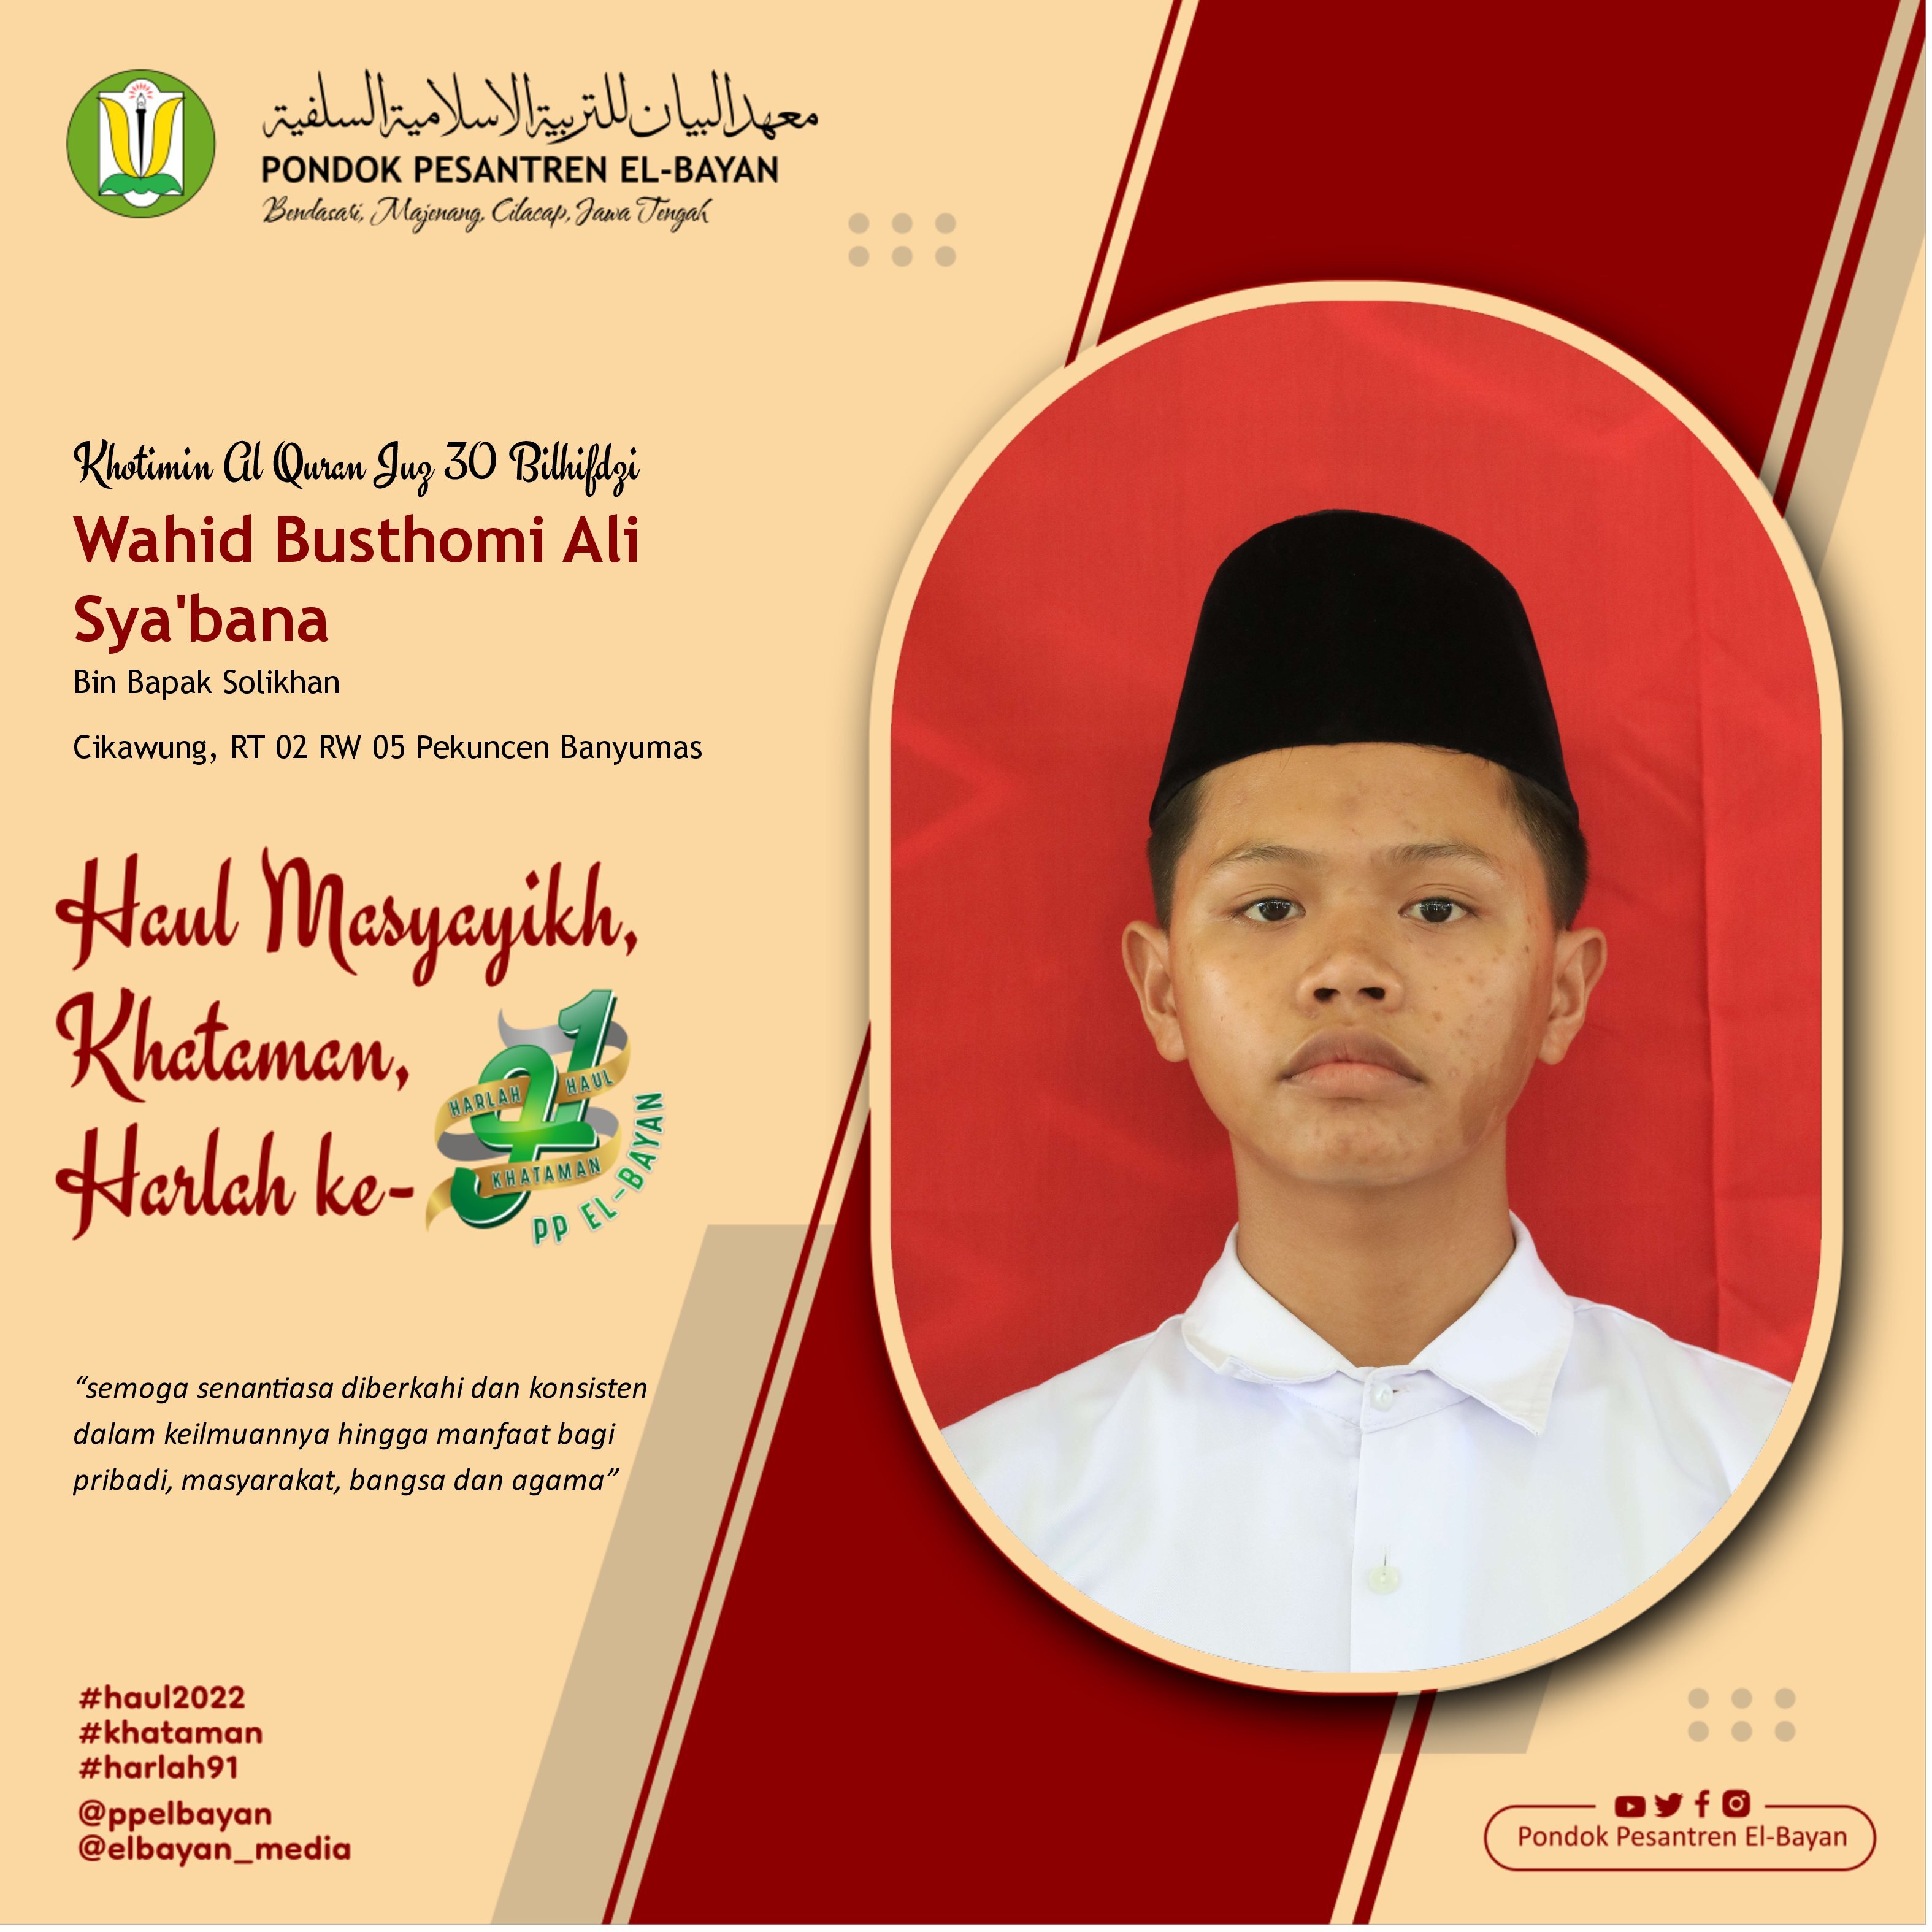 معهد البيان للتربية الاسلامية السلفية
PONDOK PESANTREN EL-BAYAN
Bendasari, Majenang, Cilacap, Jawa Tengah
Khotimin Al Quran Juz 30 Bilhifdzi
Wahid Busthomi Ali
Sya'bana
Bin Bapak Solikhan
Cikawung, RT 02 RW 05 Pekuncen Banyumas
Haul Masyayikh,
Khataman,
Harlah ke-
91
HARLAH HAUL
KHATAMAN
PP EL-BAYAN
“semoga senantiasa diberkahi dan konsisten
dalam keilmuannya hingga manfaat bagi
pribadi, masyarakat, bangsa dan agama”
#haul2022
#khataman
#harlah91
@ppelbayan
@elbayan_media
Pondok Pesantren El-Bayan